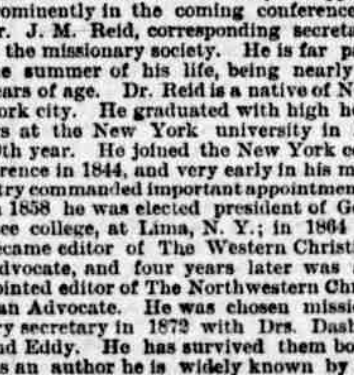 ominently in the coming conference
r. J. M. Reid, corresponding secreta
the missionary society. He is far p
e summer of his life, being nearly
ears of age. Dr. Reid is a native of N
ork city. He graduated with high h
s at the New York university in
th year. He joined the New York c
rence in 1844, and very early in his m
try commanded important appointmen
1858 he was elected president of Ge
ee college, at Lima, N. Y.; in 1864
came editor of The Western Christ
dvocate, and four years later was
ointed editor of The Northwestern Chr
an Advocate. He was chosen missi
ry secretary in 1872 with Drs. Dash
nd Eddy. He has survived them bo
s an author he is widely known by